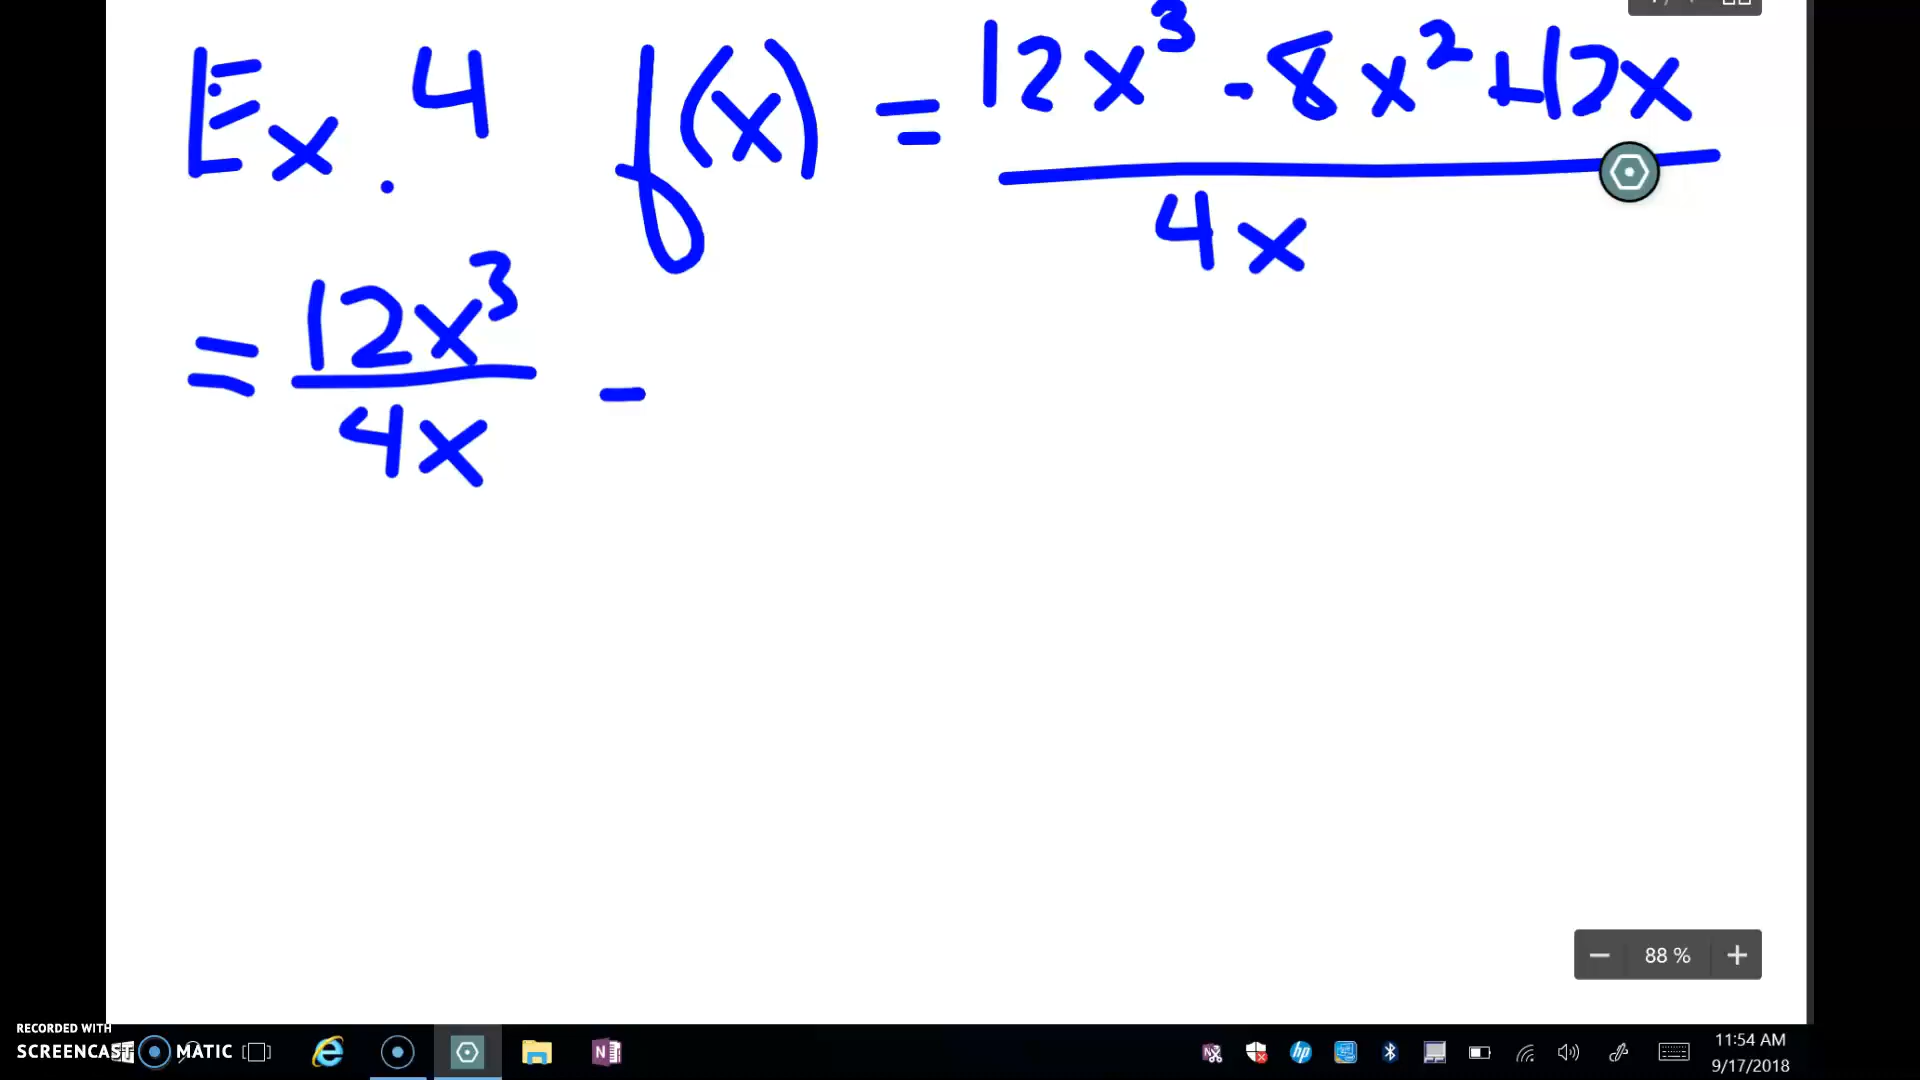 Ex. 4 f(x) = 12x³ - 8x² + 12x
4x
= 12x³ -
4x
88 %
RECORDED WITH
SCREENCAST MATIC
11:54 AM
9/17/2018